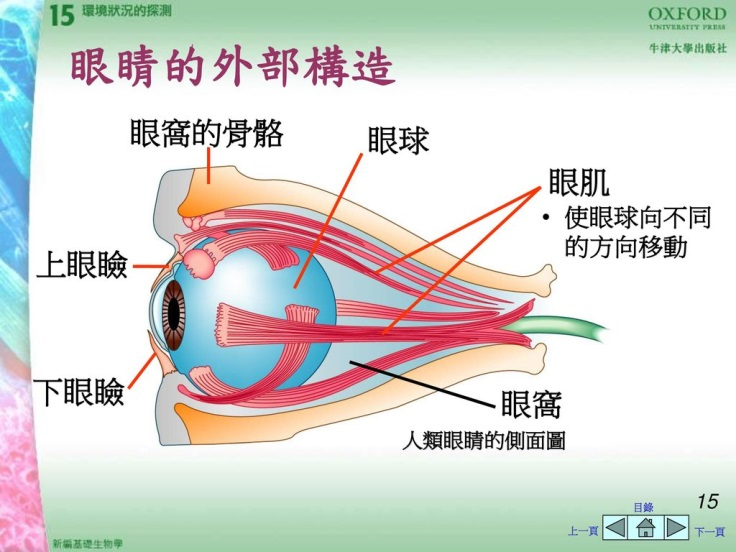 15 環境狀況的探測
OXFORD
UNIVERSITY PRESS
牛津大學出版社
眼睛的外部構造
眼窩的骨骼
眼球
眼肌
• 使眼球向不同
的方向移動
上眼瞼
下眼瞼
眼窩
人類眼睛的側面圖
15
目錄
上一頁
下一頁
新編基礎生物學